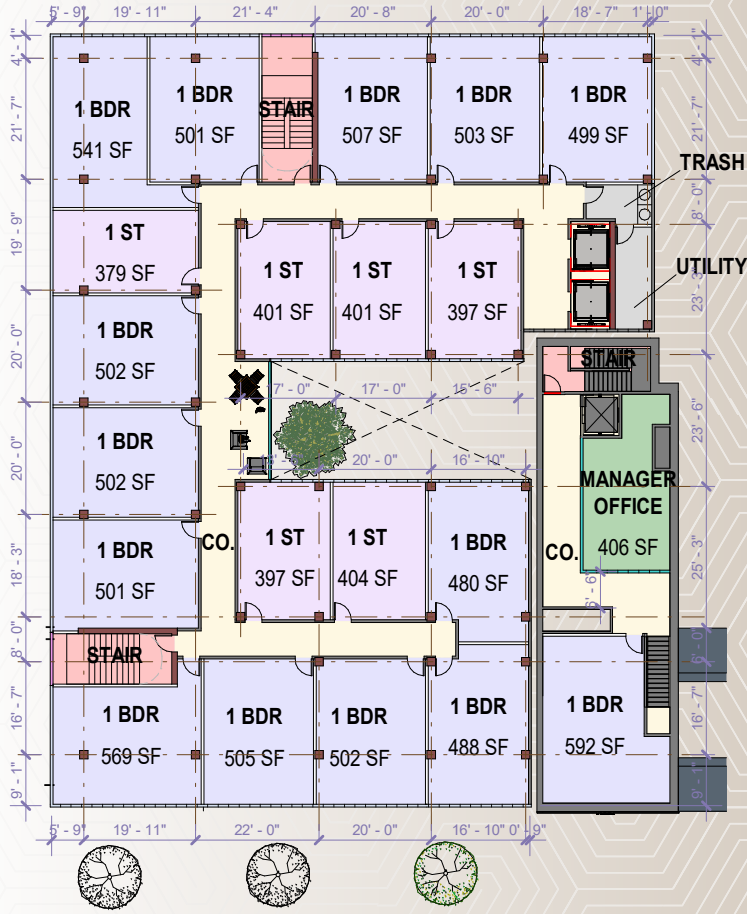 5' - 9"
19' - 11"
21' - 4"
20' - 8"
20' - 0"
18' - 7"
1' - 0"
4' - 1"
4' - 1"
1 BDR
541 SF
1 BDR
501 SF
STAIR
1 BDR
507 SF
1 BDR
503 SF
1 BDR
499 SF
21' - 7"
21' - 7"
TRASH
8' - 0"
19' - 9"
1 ST
379 SF
1 ST
401 SF
1 ST
401 SF
1 ST
397 SF
UTILITY
20' - 0"
1 BDR
502 SF
STAIR
17' - 0"
17' - 0"
15' - 6"
23' - 6"
20' - 0"
1 BDR
502 SF
20' - 0"
16' - 10"
MANAGER
OFFICE
406 SF
18' - 3"
1 BDR
501 SF
CO.
1 ST
397 SF
1 ST
404 SF
1 BDR
480 SF
CO.
25' - 3"
8' - 0"
STAIR
6' - 0"
16' - 7"
1 BDR
569 SF
1 BDR
505 SF
1 BDR
502 SF
1 BDR
488 SF
1 BDR
592 SF
16' - 7"
9' - 1"
9' - 1"
5' - 9"
19' - 11"
22' - 0"
20' - 0"
16' - 10"
0' - 9"